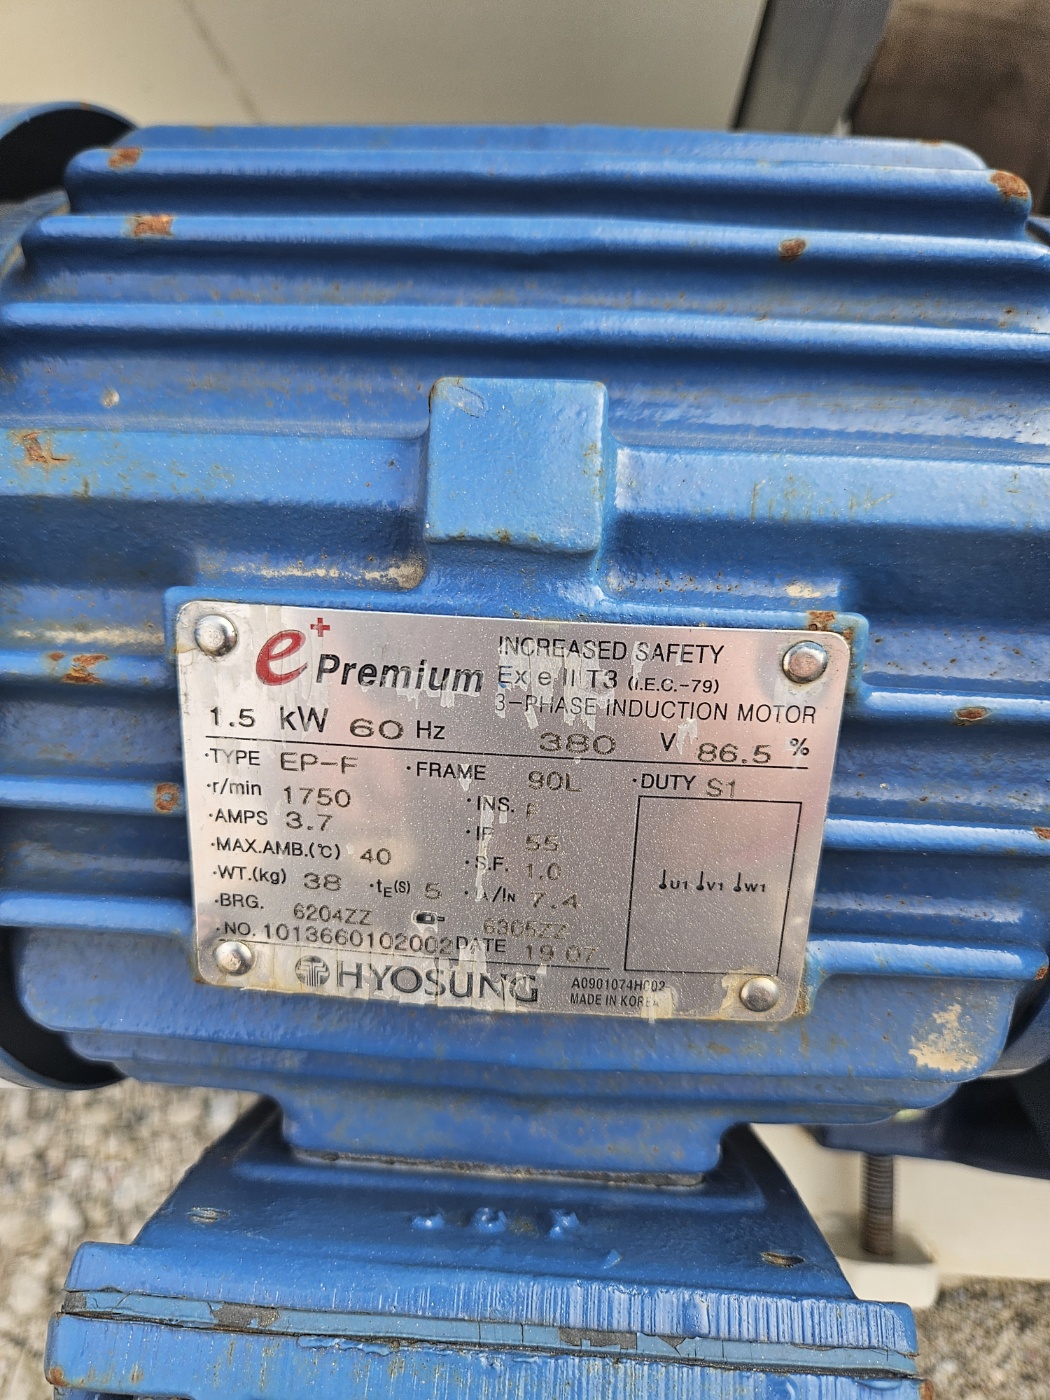 e+ Premium
INCREASED SAFETY
Ex e II T3 (I.E.C.-79)
3-PHASE INDUCTION MOTOR
1.5 kW 60 Hz 380 V 86.5 %
·TYPE EP-F ·FRAME 90L ·DUTY S1
·r/min 1750 ·INS. F
·AMPS 3.7 ·IP 55
·MAX.AMB.(℃) 40 ·S.F. 1.0
·WT.(kg) 38 ·tE(S) 5 ·IA/IN 7.4
U1 V1 W1
·BRG. 6204ZZ 6305ZZ
·NO. 1013660102002 DATE 19 07
HYOSUNG
A0901074HC02
MADE IN KOREA